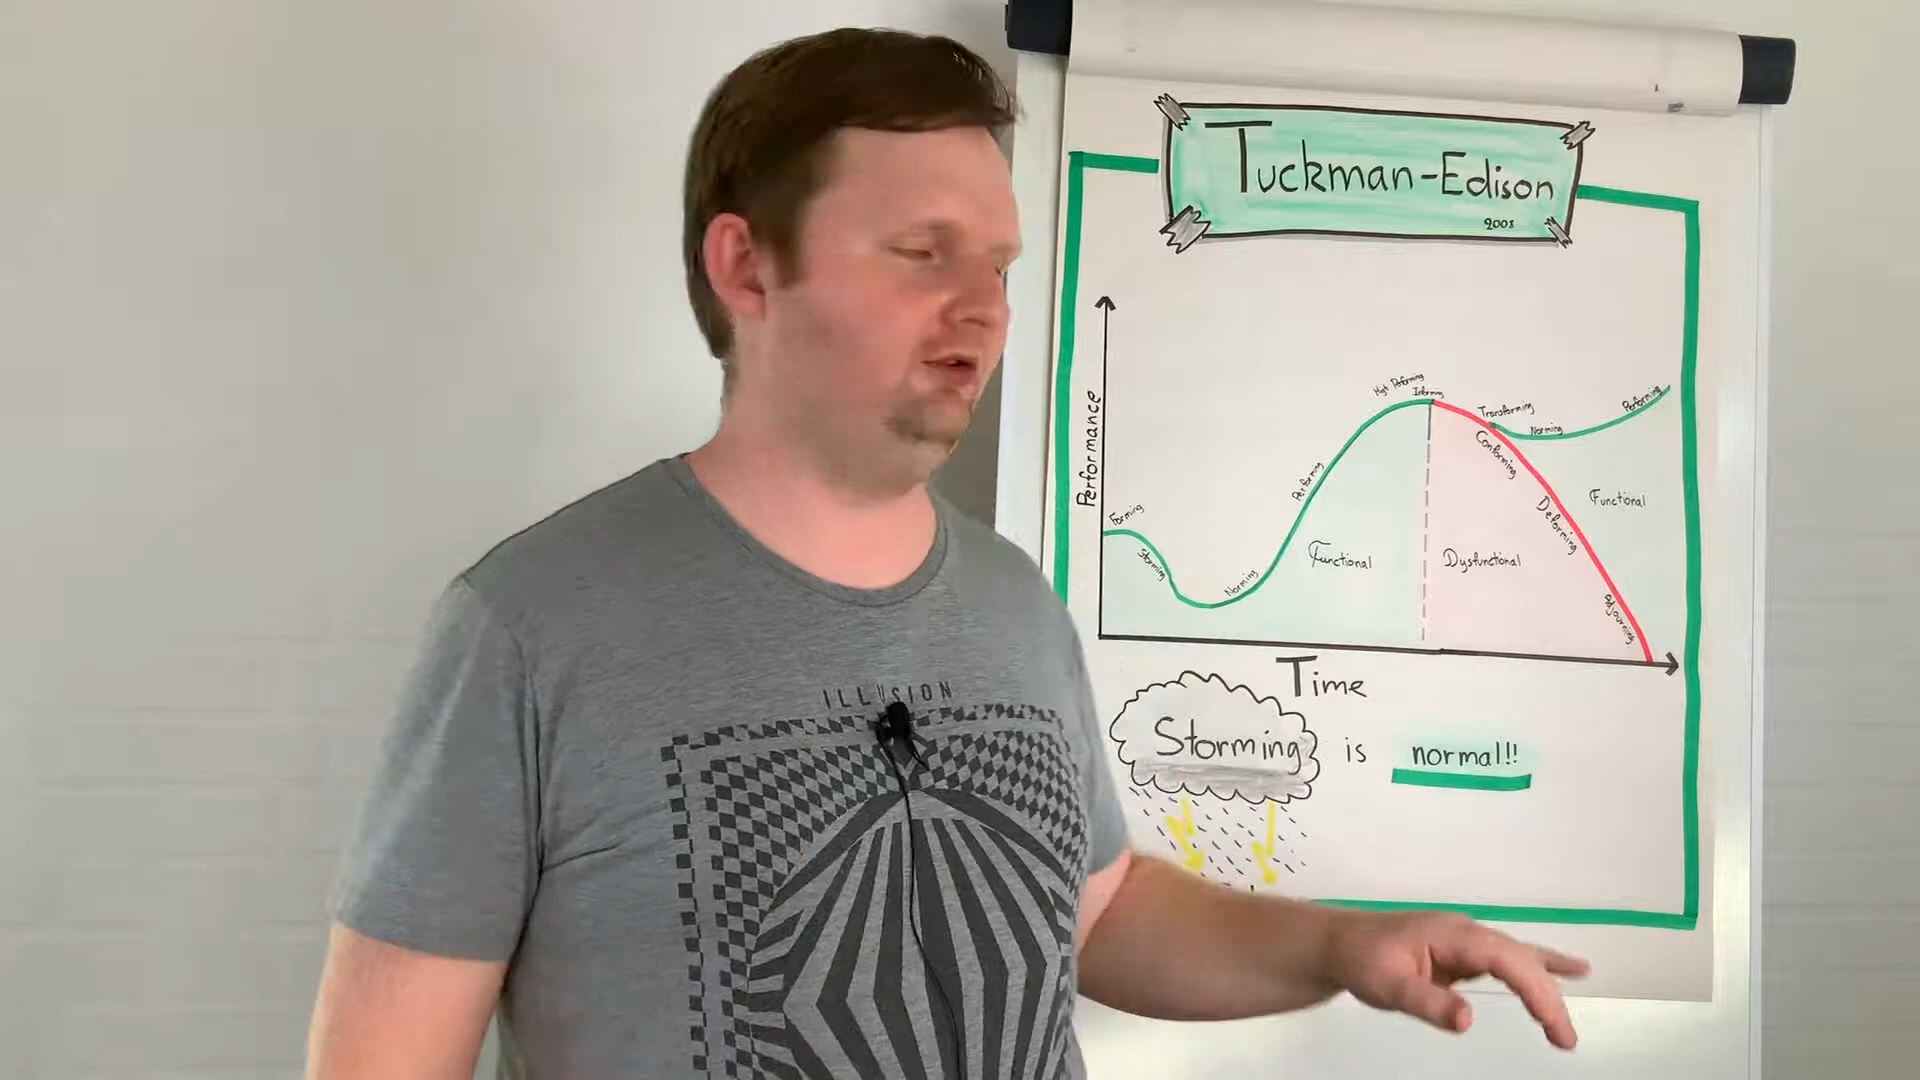 Tuckman-Edison
2008
Performance
Forming
Storming
Norming
Performing
High Performing
Informing
Transforming
Norming
Performing
Conforming
Deforming
Adjourning
Functional
Dysfunctional
Functional
Time
Storming is normal!!
ILLUSION